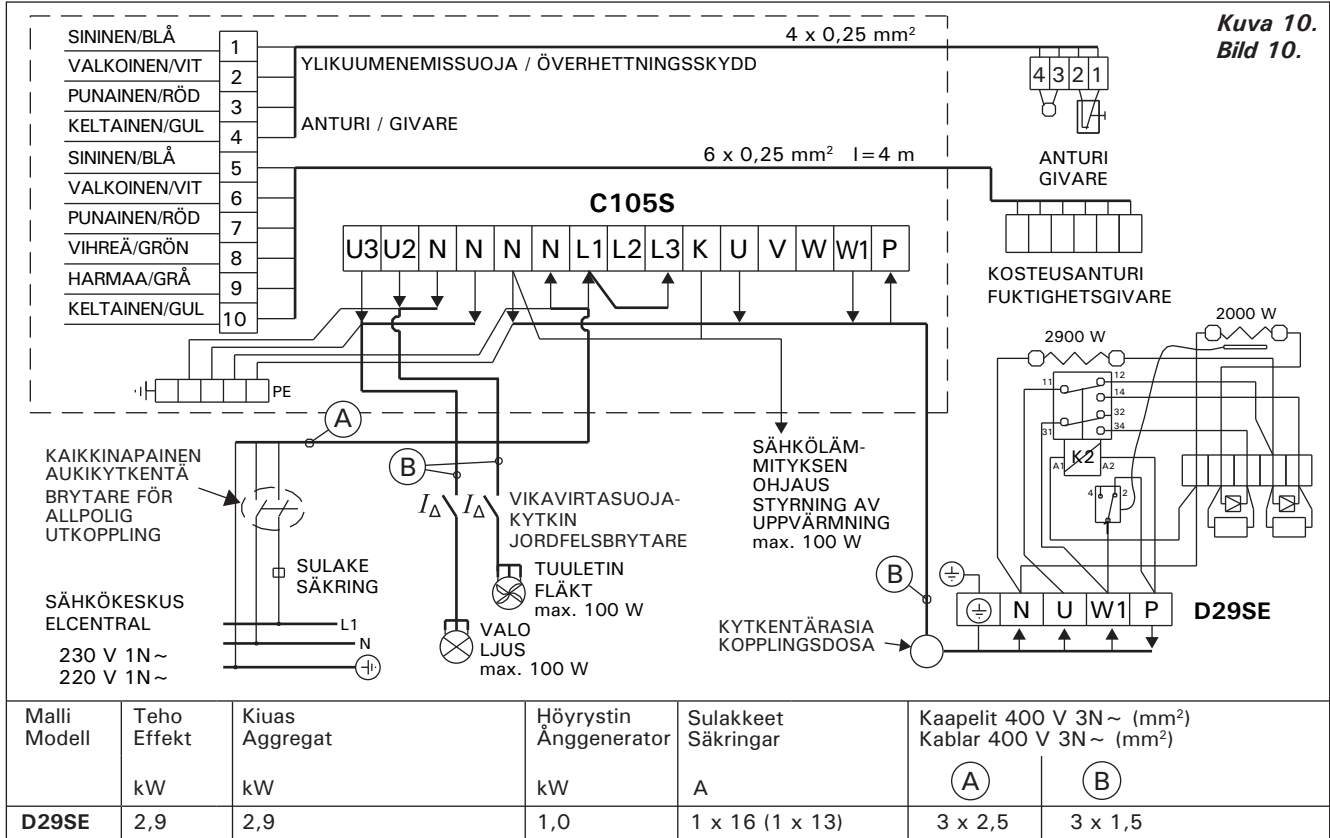 Kuva 10.
Bild 10.
SININEN/BLÅ
1
VALKOINEN/VIT
2
PUNAINEN/RÖD
3
KELTAINEN/GUL
4
SININEN/BLÅ
5
VALKOINEN/VIT
6
PUNAINEN/RÖD
7
VIHREÄ/GRÖN
8
HARMAA/GRÅ
9
KELTAINEN/GUL
10
4 x 0,25 mm²
YLIKUUMENEMISSUOJA / ÖVERHETTNINGSSKYDD
ANTURI / GIVARE
4 3 2 1
ANTURI
GIVARE
6 x 0,25 mm² l=4 m
KOSTEUSANTURI
FUKTIGHETSGIVARE
C105S
U3 U2 N N N N L1 L2 L3 K U V W W1 P
PE
A
KAIKKINAPAINEN
AUKIKYTKENTÄ
BRYTARE FÖR
ALLPOLIG
UTKOPPLING
SULAKE
SÄKRING
SÄHKÖKESKUS
ELCENTRAL
230 V 1N~
220 V 1N~
L1
N
B
I∆ I∆
VIKAVIRTASUOJA-
KYTKIN
JORDFELSBRYTARE
TUULETIN
FLÄKT
max. 100 W
VALO
LJUS
max. 100 W
SÄHKÖLÄM-
MITYKSEN
OHJAUS
STYRNING AV
UPPVÄRMNING
max. 100 W
B
KYTKENTÄRASIA
KOPPLINGSDOSA
2000 W
2900 W
11
12
14
32
31
34
K2
A1
A2
4
2
N U W1 P
D29SE
Malli
Modell
Teho
Effekt
kW
Kiuas
Aggregat
kW
Höyrystin
Ånggenerator
kW
Sulakkeet
Säkringar
A
Kaapelit 400 V 3N~ (mm²)
Kablar 400 V 3N~ (mm²)
A
B
D29SE 2,9 2,9 1,0 1 x 16 (1 x 13) 3 x 2,5 3 x 1,5